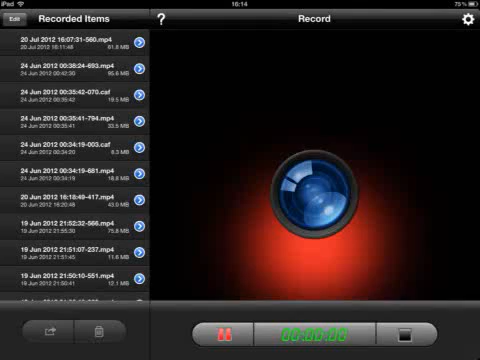 iPad
16:14
75 %
Edit
Recorded Items
?
Record
20 Jul 2012 16:07:31-560.mp4
20 Jul 2012 16:11:48 61.8 MB
24 Jun 2012 00:38:24-693.mp4
24 Jun 2012 00:42:30 95.6 MB
24 Jun 2012 00:35:42-070.caf
24 Jun 2012 00:35:42 19.5 MB
24 Jun 2012 00:35:41-794.mp4
24 Jun 2012 00:35:41 33.5 MB
24 Jun 2012 00:34:19-003.caf
24 Jun 2012 00:34:20 8.3 MB
24 Jun 2012 00:34:19-681.mp4
24 Jun 2012 00:34:20 18.8 MB
20 Jun 2012 16:18:49-417.mp4
20 Jun 2012 16:20:48 43.0 MB
19 Jun 2012 21:52:32-566.mp4
19 Jun 2012 21:55:30 75.8 MB
19 Jun 2012 21:51:07-237.mp4
19 Jun 2012 21:51:45 11.6 MB
19 Jun 2012 21:50:10-551.mp4
19 Jun 2012 21:50:41 12.1 MB
00:00:00